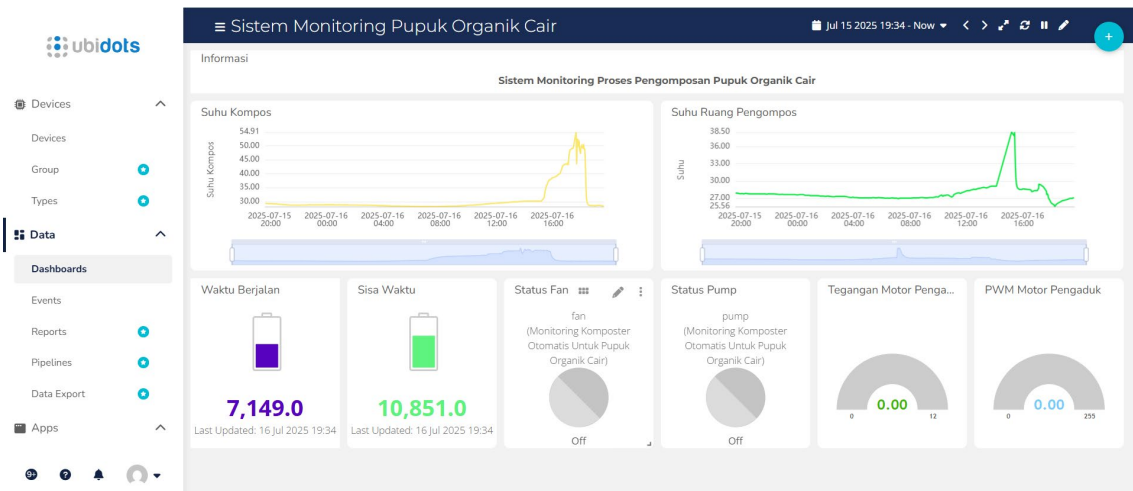 ubidots
Devices
Devices
Group
Types
Data
Dashboards
Events
Reports
Pipelines
Data Export
Apps
9+
?
≡ Sistem Monitoring Pupuk Organik Cair
Jul 15 2025 19:34 - Now
+
Informasi
Sistem Monitoring Proses Pengomposan Pupuk Organik Cair
Suhu Kompos
Suhu Kompos
54.91
50.00
45.00
40.00
35.00
30.00
2025-07-15 2025-07-16 2025-07-16 2025-07-16 2025-07-16 2025-07-16
20:00 00:00 04:00 08:00 12:00 16:00
Suhu Ruang Pengompos
Suhu
38.50
36.00
33.00
30.00
27.00
25.56
2025-07-15 2025-07-16 2025-07-16 2025-07-16 2025-07-16 2025-07-16
20:00 00:00 04:00 08:00 12:00 16:00
Waktu Berjalan
7,149.0
Last Updated: 16 Jul 2025 19:34
Sisa Waktu
10,851.0
Last Updated: 16 Jul 2025 19:34
Status Fan
fan
(Monitoring Komposter
Otomatis Untuk Pupuk
Organik Cair)
Off
Status Pump
pump
(Monitoring Komposter
Otomatis Untuk Pupuk
Organik Cair)
Off
Tegangan Motor Penga...
0.00
0 12
PWM Motor Pengaduk
0.00
0 255